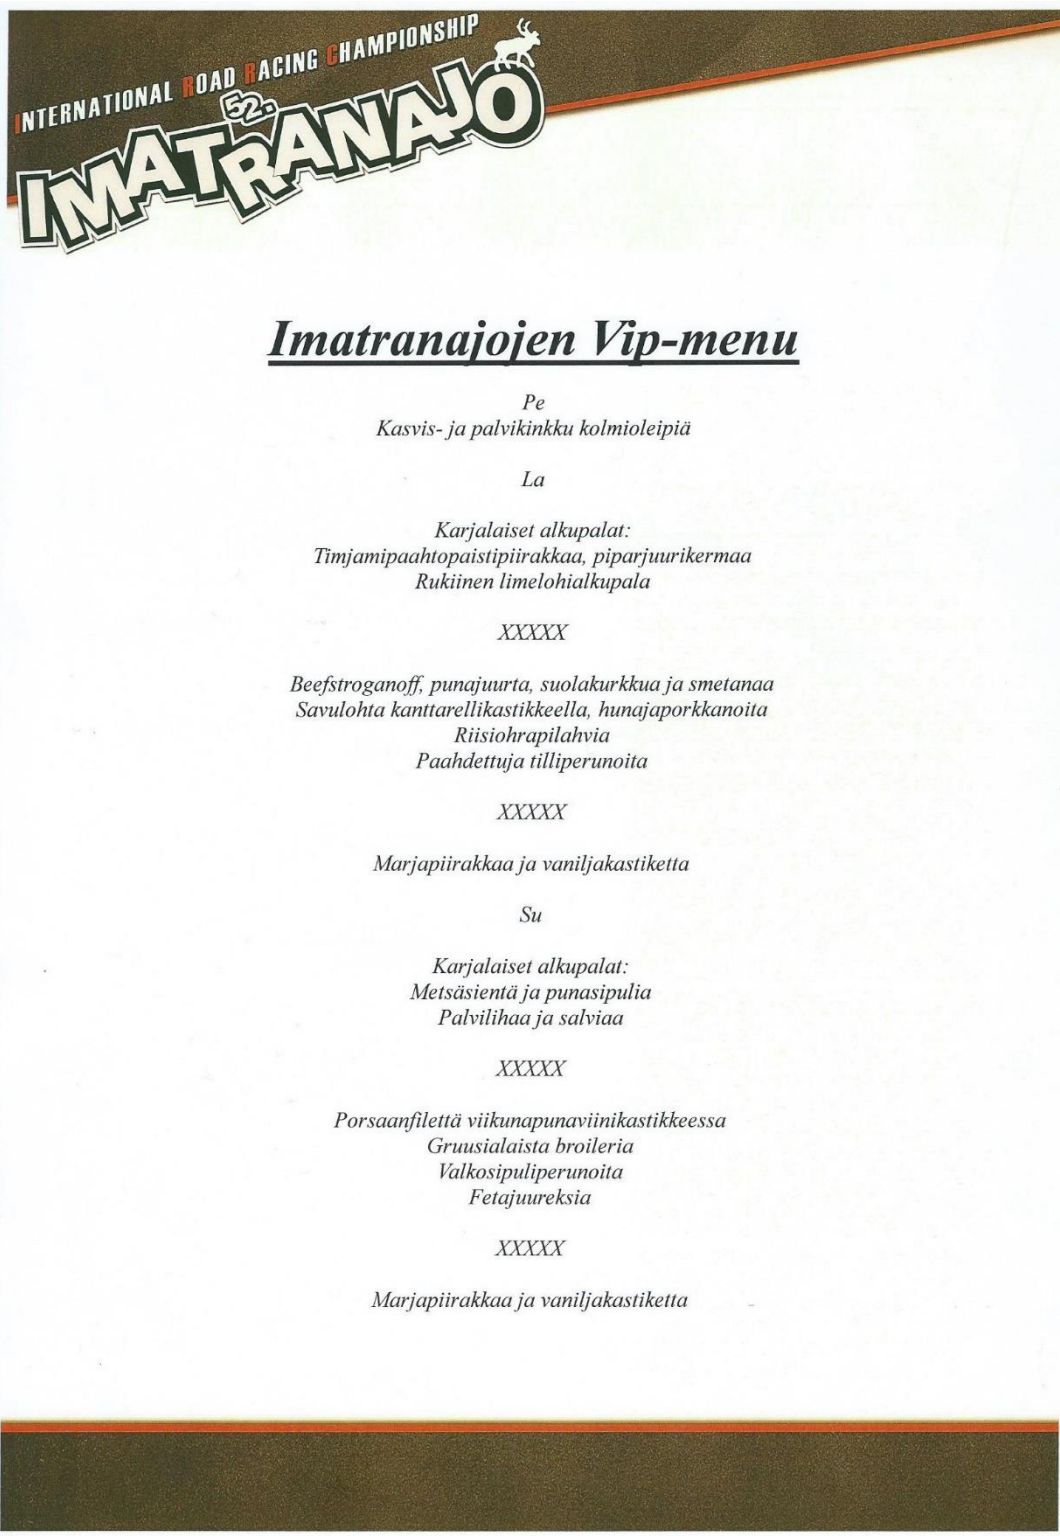 INTERNATIONAL ROAD RACING CHAMPIONSHIP
52.
IMATRANAJO
Imatranajojen Vip-menu
Pe
Kasvis- ja palvikinkku kolmioleipiä
La
Karjalaiset alkupalat:
Timjamipaahtopaistipiirakkaa, piparjuurikermaa
Rukiinen limelohialkupala
XXXXX
Beefstroganoff, punajuurta, suolakurkkua ja smetanaa
Savulohta kanttarellikastikkeella, hunajaporkkanoita
Riisiohrapilahvia
Paahdettuja tilliperunoita
XXXXX
Marjapiirakkaa ja vaniljakastiketta
Su
Karjalaiset alkupalat:
Metsäsientä ja punasipulia
Palvilihaa ja salviaa
XXXXX
Porsaanfilettä viikunapunaviinikastikkeessa
Gruusialaista broileria
Valkosipuliperunoita
Fetajuureksia
XXXXX
Marjapiirakkaa ja vaniljakastiketta